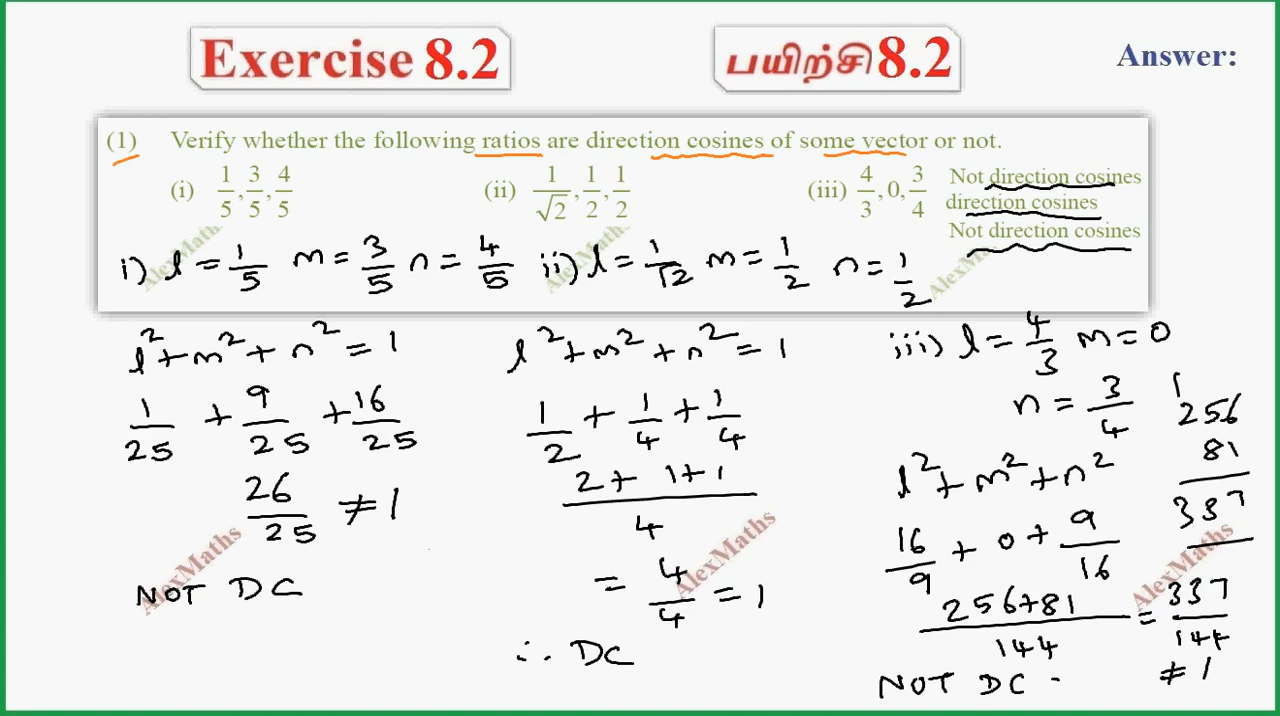 Exercise 8.2
பயிற்சி 8.2
Answer:
(1) Verify whether the following ratios are direction cosines of some vector or not.
(i) 1/5, 3/5, 4/5 (ii) 1/√2, 1/2, 1/2 (iii) 4/3, 0, 3/4
Not direction cosines
direction cosines
Not direction cosines
i) l = 1/5 m = 3/5 n = 4/5
l² + m² + n² = 1
1/25 + 9/25 + 16/25
26/25 ≠ 1
NOT DC
ii) l = 1/√2 m = 1/2 n = 1/2
l² + m² + n² = 1
1/2 + 1/4 + 1/4
2 + 1 + 1 / 4
= 4/4 = 1
∴ DC
iii) l = 4/3 m = 0
n = 3/4
l² + m² + n²
16/9 + 0 + 9/16
256+81 / 144 = 337/144
≠ 1
NOT DC
1
256
81
337
AlexMaths
AlexMaths
AlexMaths
AlexMaths
AlexMaths
AlexMaths